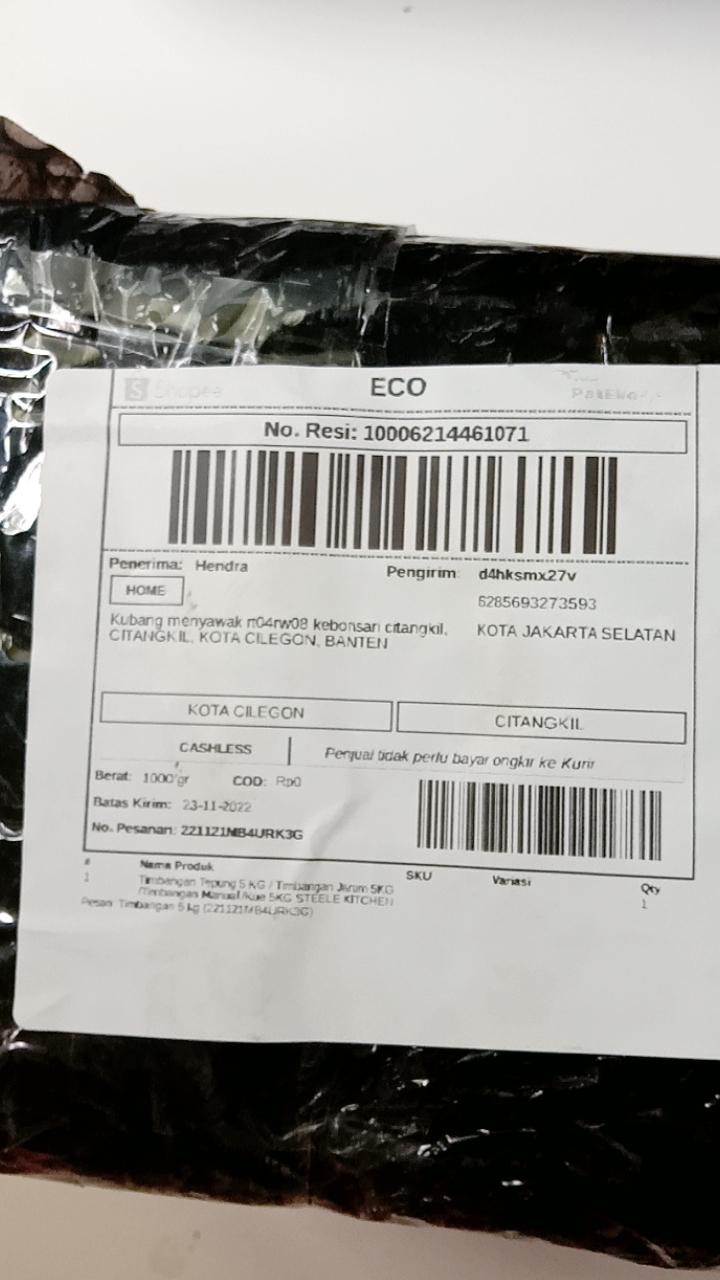 Shopee
ECO
No. Resi: 10006214461071
Penerima: Hendra
Pengirim: d4hksmx27v
HOME
6285693273593
Kubang menyawak rt04rw08 kebonsari citangkil,
CITANGKIL, KOTA CILEGON, BANTEN
KOTA JAKARTA SELATAN
KOTA CILEGON
CITANGKIL
CASHLESS
Penjual tidak perlu bayar ongkir ke Kurir
Berat: 1000 gr
COD: Rp0
Batas Kirim: 23-11-2022
No. Pesanan: 221121MB4URK3G
# Nama Produk SKU Variasi Qty
1 Timbangan Tepung 5 KG / Timbangan Jarum 5KG 1
/Timbangan Manual /kue 5KG STEELE KITCHEN
Pesan: Timbangan 5 kg (221121MB4URK3G)